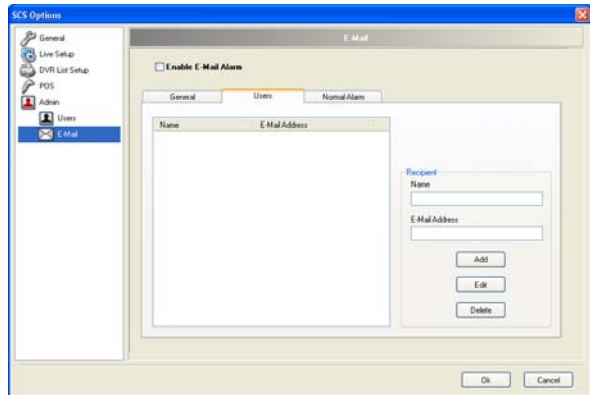 SCS Options
General
Live Setup
DVR List Setup
POS
Admin
Users
E-Mail
E-Mail
Enable E-Mail Alarm
General
Users
Normal Alarm
Name
E-Mail Address
Recipient
Name
E-Mail Address
Add
Edit
Delete
Ok
Cancel